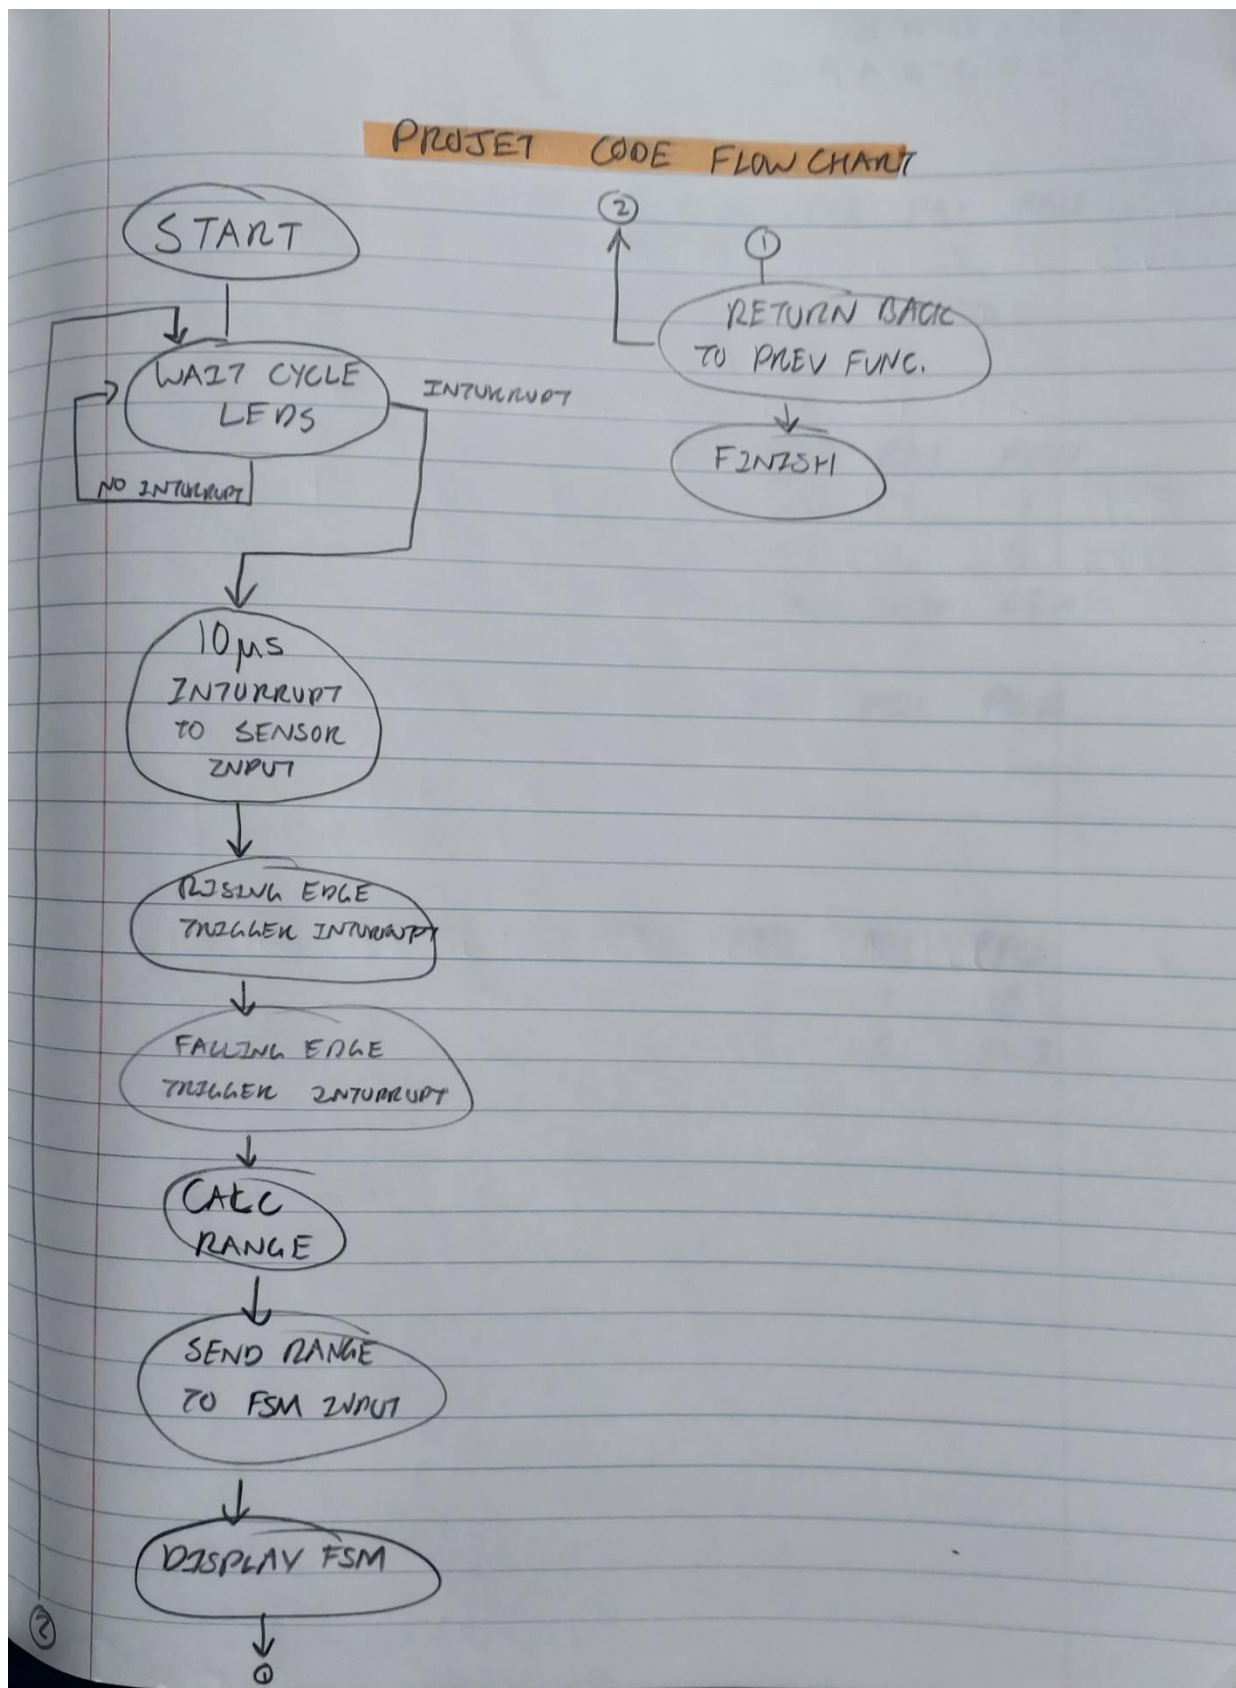 PROJET CODE FLOW CHART
START
WAIT CYCLE
LEDS
INTURRUPT
NO INTURRUPT
10μs
INTURRUPT
TO SENSOR
INPUT
RISING EDGE
TRIGGER INTURRUPT
FALLING EDGE
TRIGGER INTURRUPT
CALC
RANGE
SEND RANGE
TO FSM INPUT
DISPLAY FSM
1
2
2
1
RETURN BACK
TO PREV FUNC.
FINISH